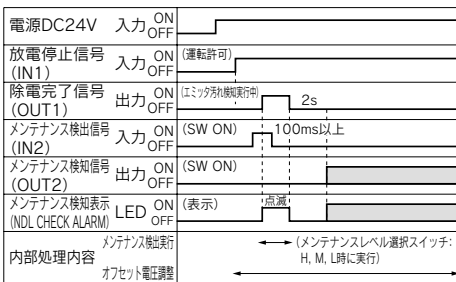 電源DC24V 入力 ON OFF
放電停止信号 (IN1) 入力 ON OFF (運転許可)
除電完了信号 (OUT1) 出力 ON OFF (エミッタ汚れ検知実行中) 2s
メンテナンス検出信号 (IN2) 入力 ON OFF (SW ON) 100ms以上
メンテナンス検知信号 (OUT2) 出力 ON OFF (SW ON)
メンテナンス検知表示 (NDL CHECK ALARM) LED ON OFF (表示) 点滅
内部処理内容 メンテナンス検出実行 (メンテナンスレベル選択スイッチ: H, M, L時に実行)
オフセット電圧調整